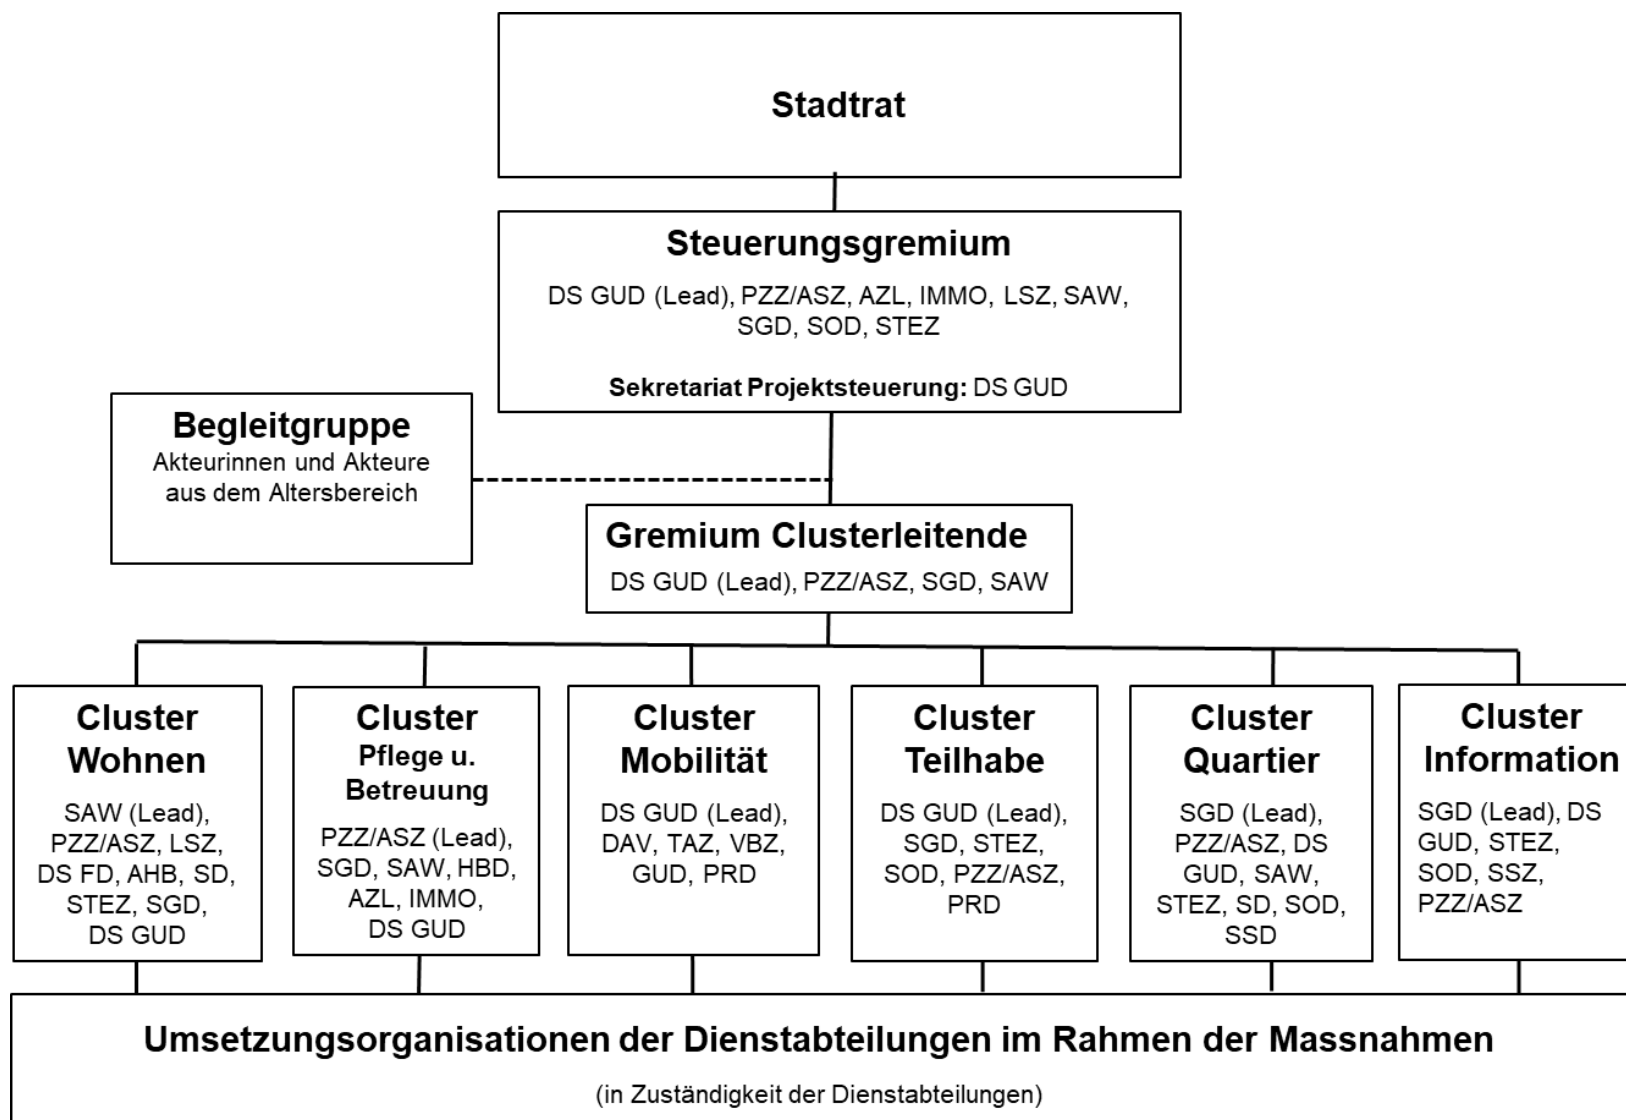 Stadtrat
Steuerungsgremium
DS GUD (Lead), PZZ/ASZ, AZL, IMMO, LSZ, SAW,
SGD, SOD, STEZ
Sekretariat Projektsteuerung: DS GUD
Begleitgruppe
Akteurinnen und Akteure
aus dem Altersbereich
Gremium Clusterleitende
DS GUD (Lead), PZZ/ASZ, SGD, SAW
Cluster
Wohnen
SAW (Lead),
PZZ/ASZ, LSZ,
DS FD, AHB, SD,
STEZ, SGD,
DS GUD
Cluster
Pflege u.
Betreuung
PZZ/ASZ (Lead),
SGD, SAW, HBD,
AZL, IMMO,
DS GUD
Cluster
Mobilität
DS GUD (Lead),
DAV, TAZ, VBZ,
GUD, PRD
Cluster
Teilhabe
DS GUD (Lead),
SGD, STEZ,
SOD, PZZ/ASZ,
PRD
Cluster
Quartier
SGD (Lead),
PZZ/ASZ, DS
GUD, SAW,
STEZ, SD, SOD,
SSD
Cluster
Information
SGD (Lead), DS
GUD, STEZ,
SOD, SSZ,
PZZ/ASZ
Umsetzungsorganisationen der Dienstabteilungen im Rahmen der Massnahmen
(in Zuständigkeit der Dienstabteilungen)